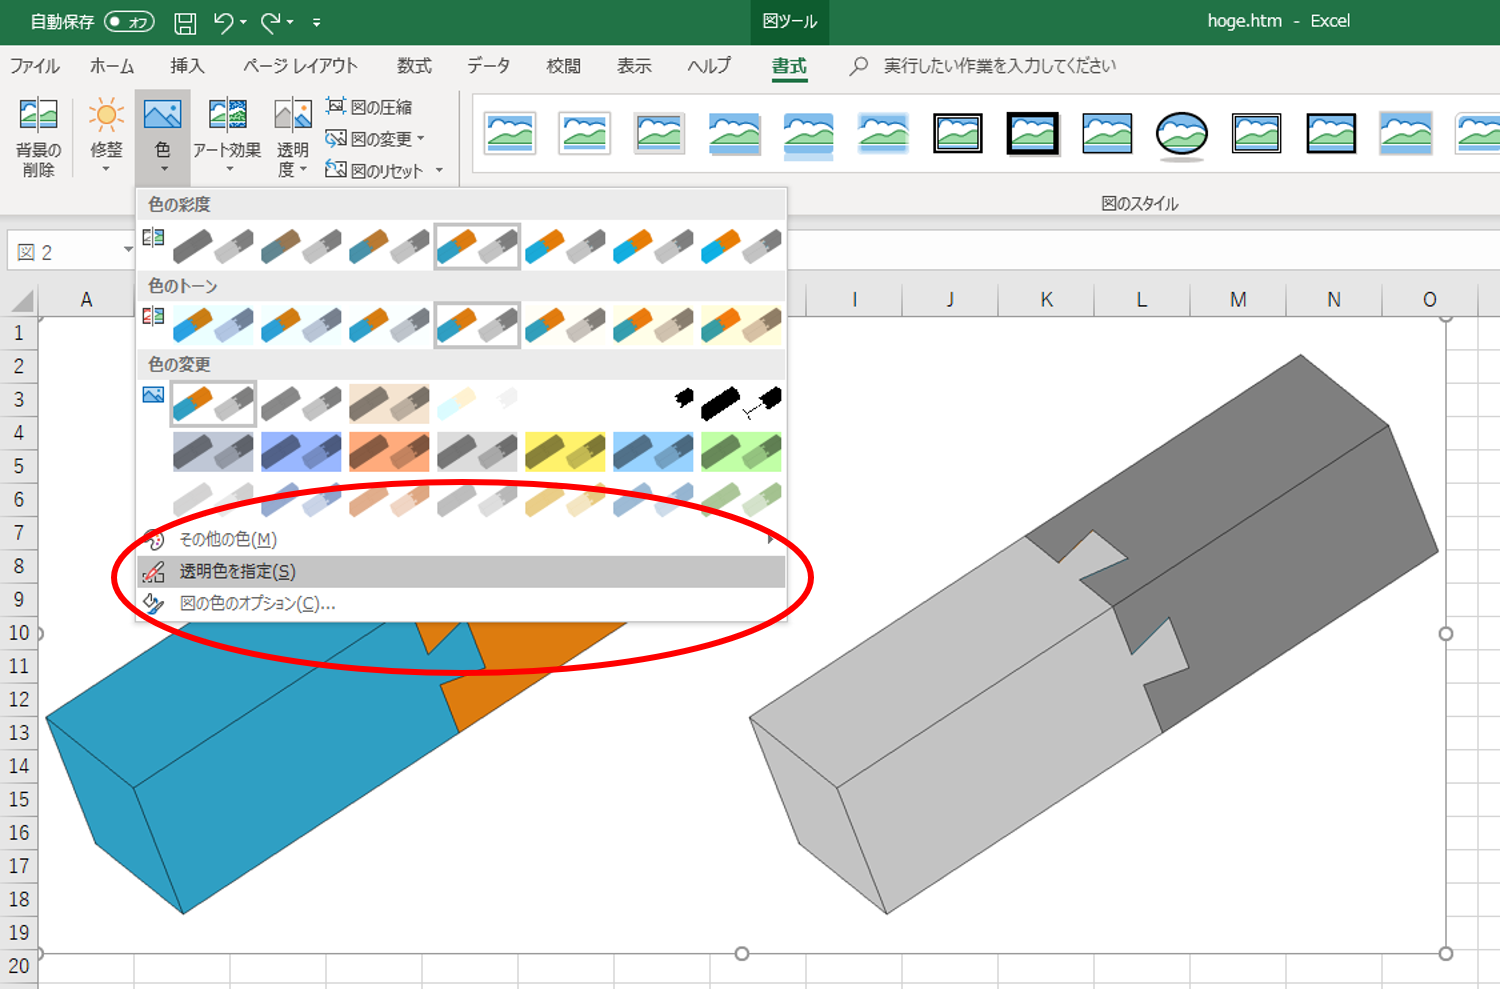 自動保存 オフ 図ツール hoge.htm - Excel
ファイル ホーム 挿入 ページ レイアウト 数式 データ 校閲 表示 ヘルプ 書式 実行したい作業を入力してください
背景の
削除
修整
色
アート効果
透明
度
図の圧縮
図の変更
図のリセット
図のスタイル
色の彩度
図 2
色のトーン
A I J K L M N O
色の変更
その他の色(M)
透明色を指定(S)
図の色のオプション(C)...
1
2
3
4
5
6
7
8
9
10
11
12
13
14
15
16
17
18
19
20